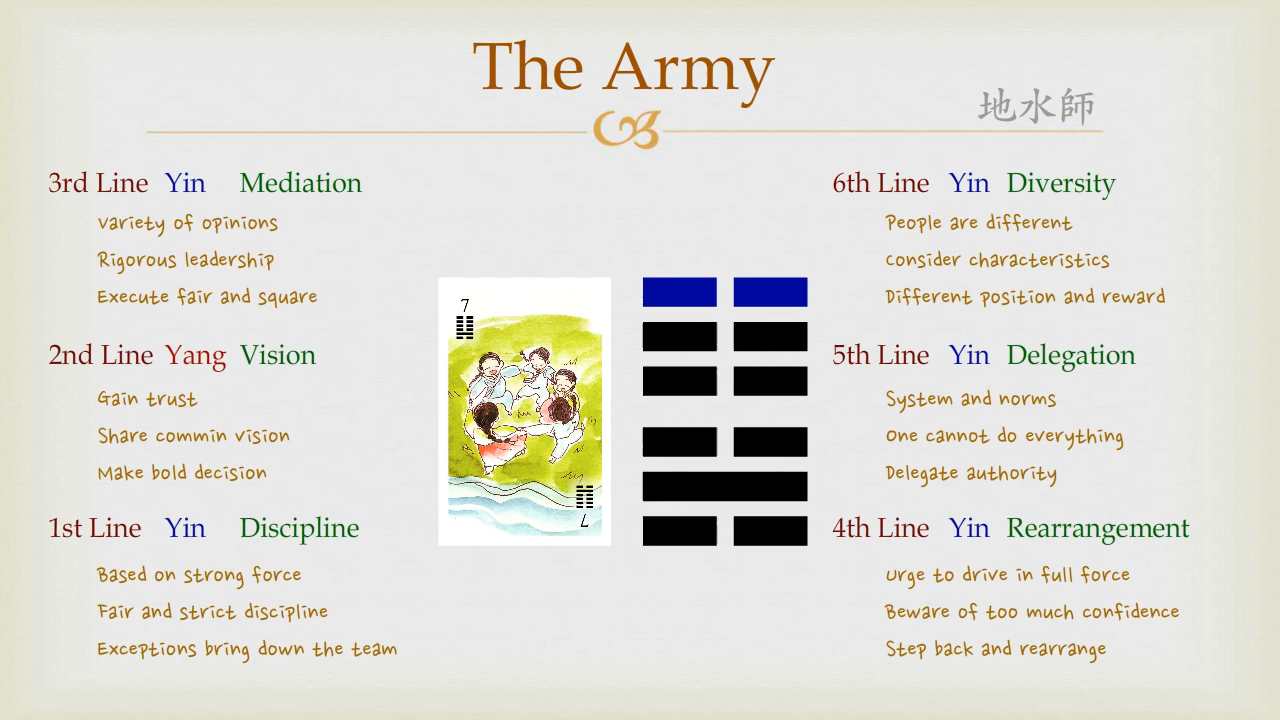 The Army
地水師
3rd Line Yin Mediation
Variety of opinions
Rigorous leadership
Execute fair and square
2nd Line Yang Vision
Gain trust
Share commin vision
Make bold decision
1st Line Yin Discipline
Based on strong force
Fair and strict discipline
Exceptions bring down the team
7
7
6th Line Yin Diversity
People are different
Consider characteristics
Different position and reward
5th Line Yin Delegation
System and norms
One cannot do everything
Delegate authority
4th Line Yin Rearrangement
Urge to drive in full force
Beware of too much confidence
Step back and rearrange